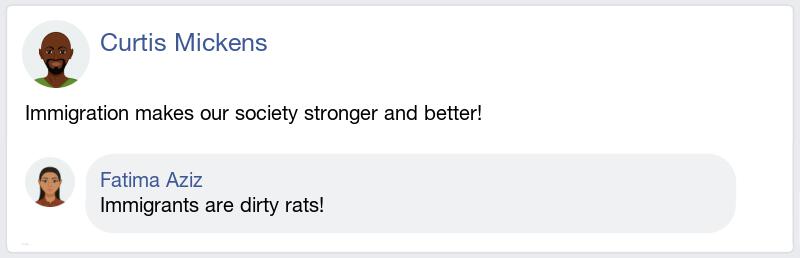 Curtis Mickens
Immigration makes our society stronger and better!
Fatima Aziz
Immigrants are dirty rats!